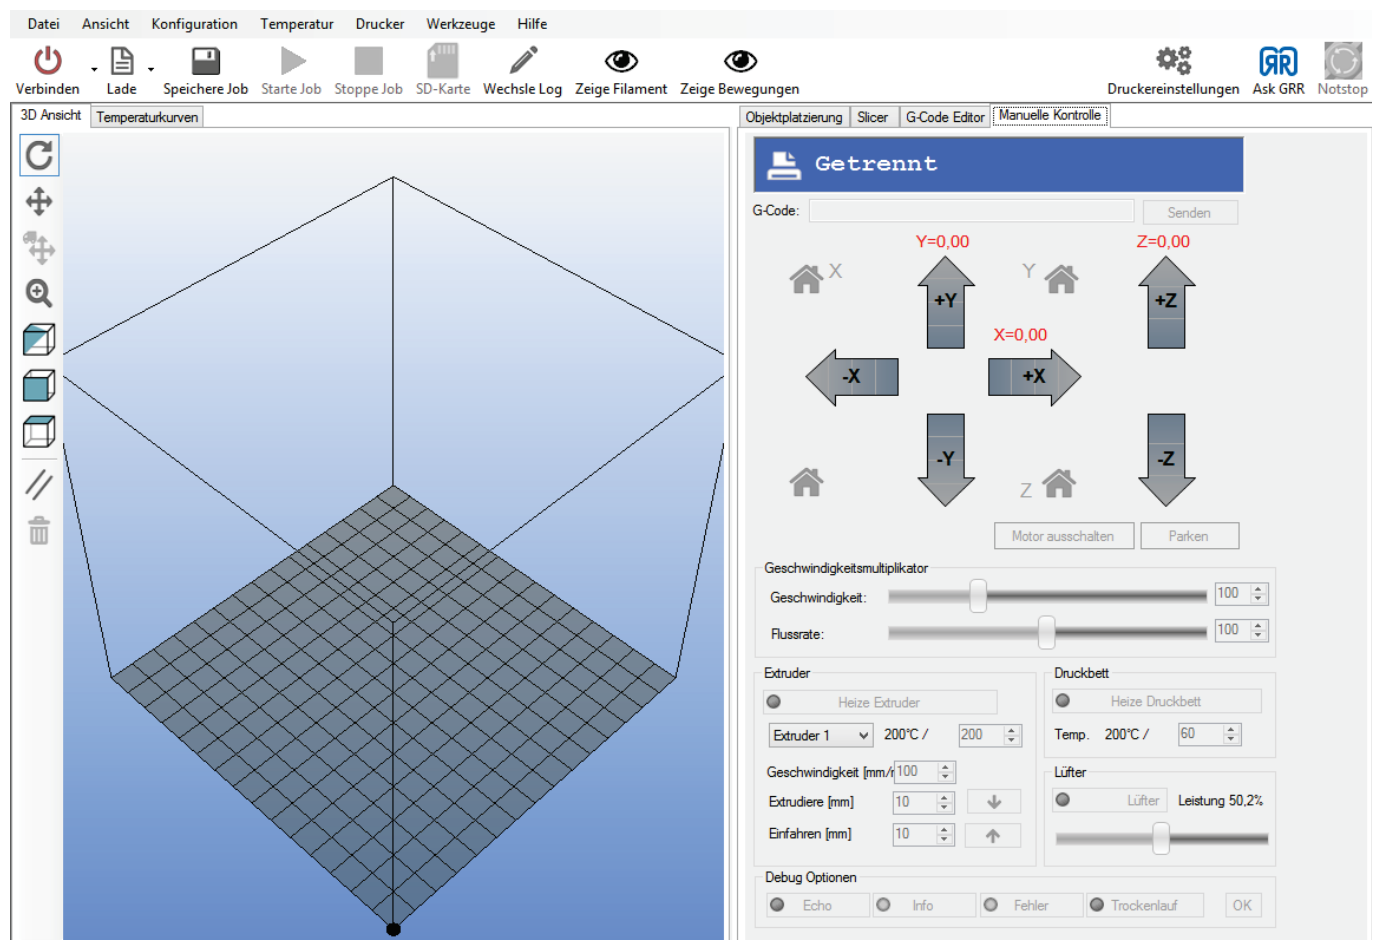 Datei Ansicht Konfiguration Temperatur Drucker Werkzeuge Hilfe
Verbinden Lade Speichere Job Starte Job Stoppe Job SD-Karte Wechsle Log Zeige Filament Zeige Bewegungen Druckereinstellungen Ask GRR Notstop
3D Ansicht Temperaturkurven
Objektplatzierung Slicer G-Code Editor Manuelle Kontrolle
Getrennt
G-Code: Senden
Y=0,00 Z=0,00
X Y
+Y +Z
X=0,00
-X +X
-Y -Z
Z
Motor ausschalten Parken
Geschwindigkeitsmultiplikator
Geschwindigkeit: 100
Flussrate: 100
Extruder Druckbett
Heize Extruder Heize Druckbett
Extruder 1 200°C / 200 Temp. 200°C / 60
Geschwindigkeit [mm/r 100 Lüfter
Extrudiere [mm] 10 Lüfter Leistung 50,2%
Einfahren [mm] 10
Debug Optionen
Echo Info Fehler Trockenlauf OK